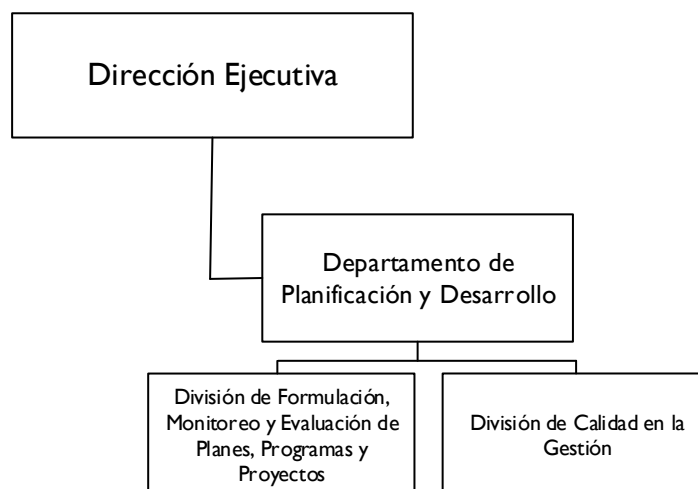 Dirección Ejecutiva
Departamento de
Planificación y Desarrollo
División de Formulación,
Monitoreo y Evaluación de
Planes, Programas y
Proyectos
División de Calidad en la
Gestión